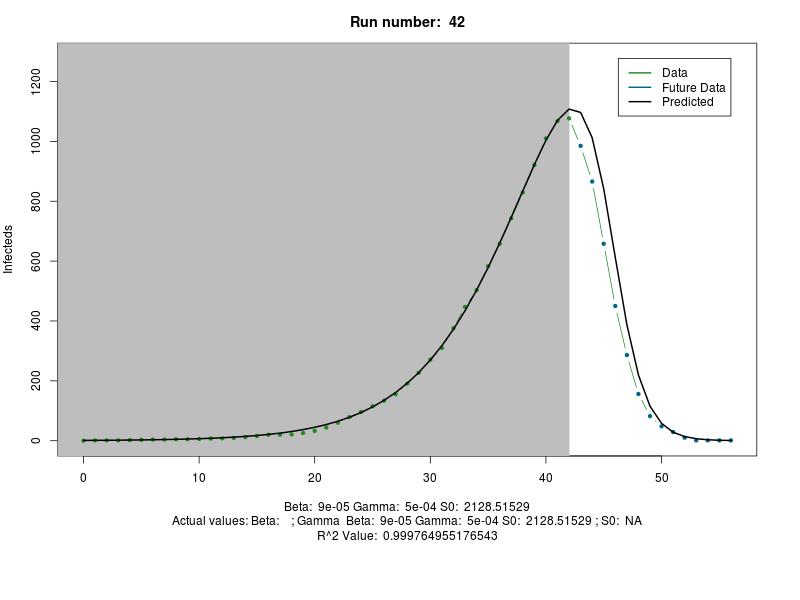 Run number:  42
1200
1000
800
600
400
200
0
Infecteds
Data
Future Data
Predicted
0 10 20 30 40 50
Beta:  9e-05 Gamma:  5e-04 S0:  2128.51529
Actual values: Beta:    ; Gamma  Beta:  9e-05 Gamma:  5e-04 S0:  2128.51529 ; S0:  NA
R^2 Value:  0.999764955176543